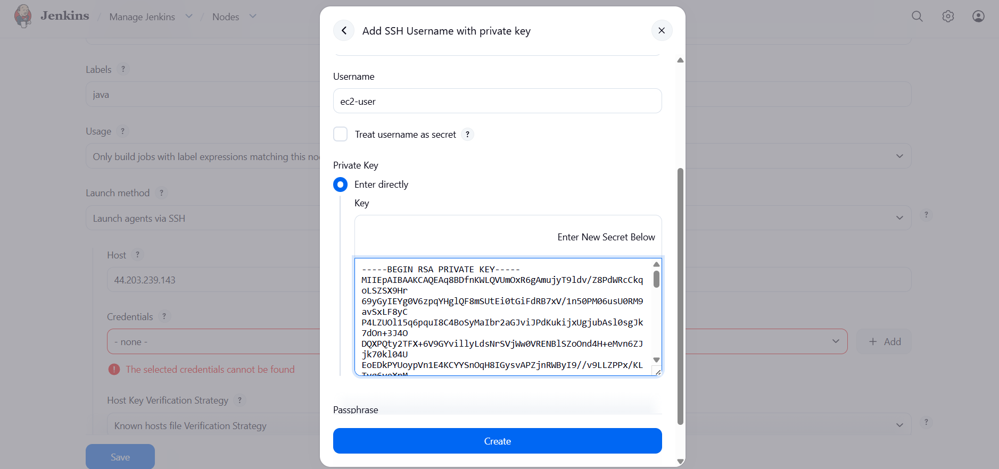 Jenkins / Manage Jenkins / Nodes
Add SSH Username with private key
Labels ?
java
Usage ?
Only build jobs with label expressions matching this no
Launch method ?
Launch agents via SSH
?
Host ?
44.203.239.143
Credentials ?
- none -
+ Add
The selected credentials cannot be found
Host Key Verification Strategy ?
Known hosts file Verification Strategy
?
Save
Username
ec2-user
Treat username as secret ?
Private Key
Enter directly
Key
Enter New Secret Below
-----BEGIN RSA PRIVATE KEY-----
MIIEpAIBAAKCAQEAq8BDfnKWLQVUmOxR6gAmujyT9ldv/Z8PdWRcCkq
oLSZSX9Hr
69yGyIEYg0V6zpqYHglQF8mSUtEi0tGiFdRB7xV/1n50PM06usU0RM9
avSxLF8yC
P4LZUOl15q6pquI8C4BoSyMaIbr2aGJviJPdKukijxUgjubAsl0sgJk
7dOn+3J4O
DQXPQty2TFX+6V9GYvillyLdsNrSVjWw0VRENBlSZoOnd4H+eMvn6ZJ
jk70kl04U
EoEDkPYUoypVn1E4KCYYSnOqH8IGysvAPZjnRWByI9//v9LLZPPx/KL
Passphrase
Create